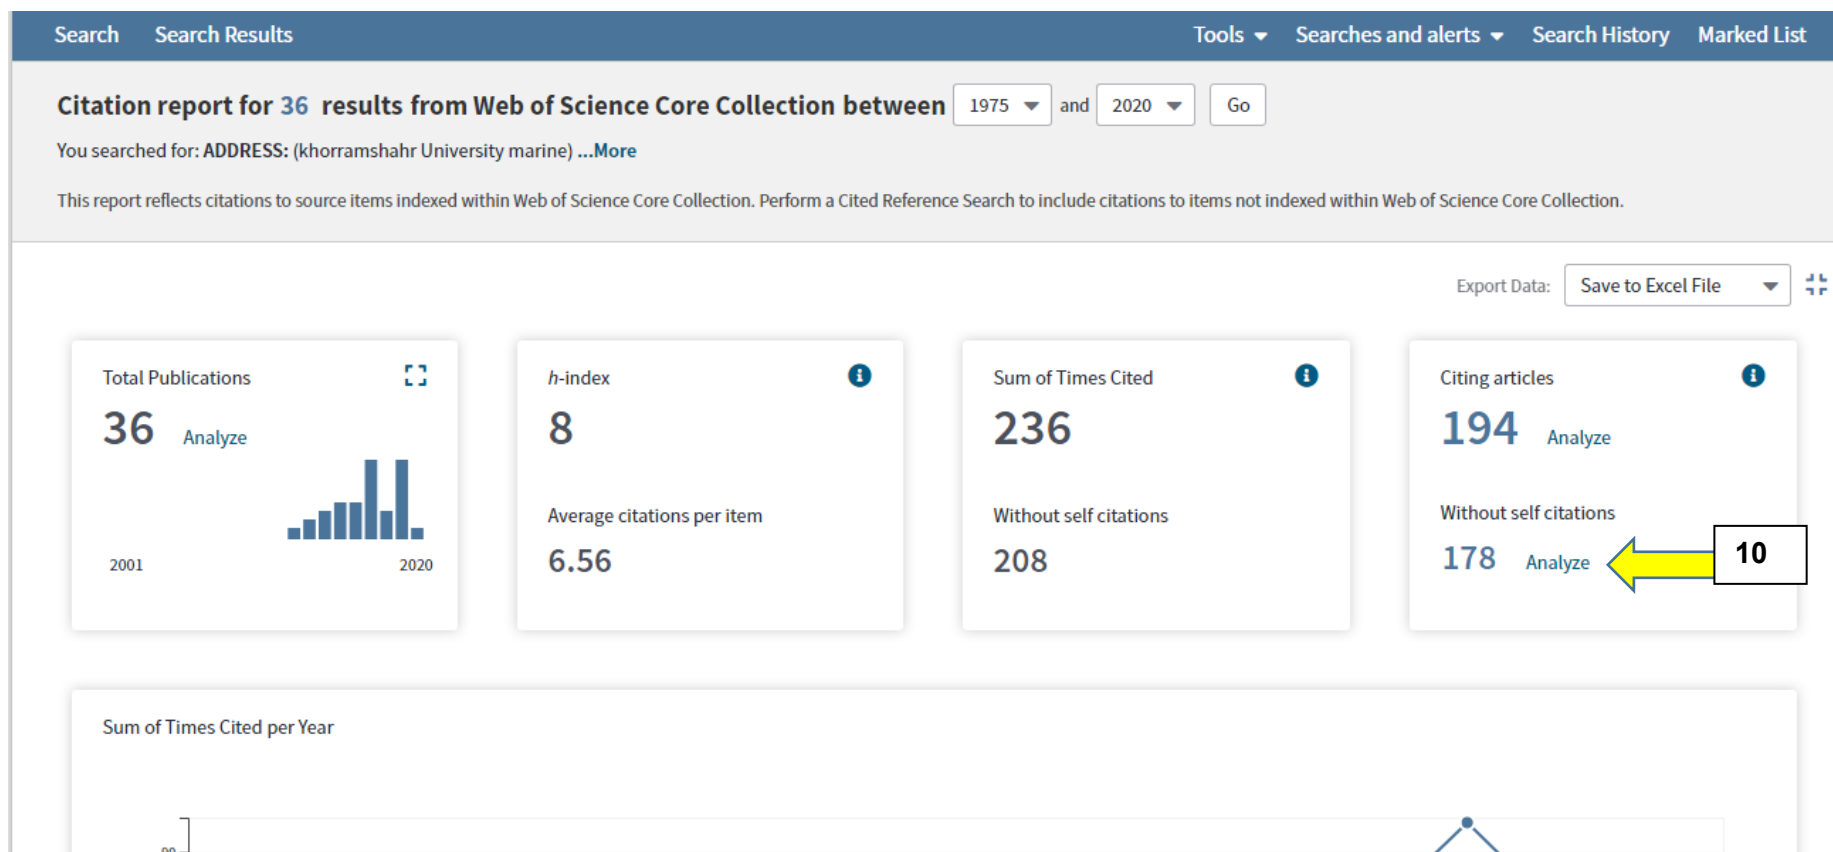 Search Search Results Tools Searches and alerts Search History Marked List
Citation report for 36 results from Web of Science Core Collection between 1975 and 2020 Go
You searched for: ADDRESS: (khorramshahr University marine) ...More
This report reflects citations to source items indexed within Web of Science Core Collection. Perform a Cited Reference Search to include citations to items not indexed within Web of Science Core Collection.
Export Data: Save to Excel File
Total Publications
36 Analyze
2001 2020
h-index
8
Average citations per item
6.56
Sum of Times Cited
236
Without self citations
208
Citing articles
194 Analyze
Without self citations
178 Analyze
10
Sum of Times Cited per Year